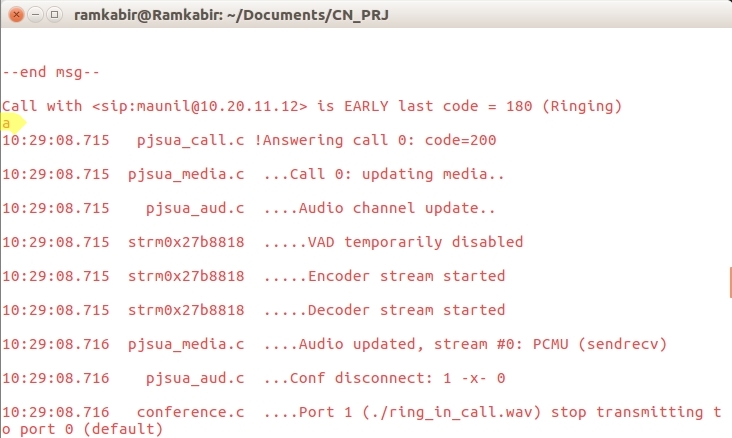 ramkabir@Ramkabir: ~/Documents/CN_PRJ
--end msg--
Call with <sip:maunil@10.20.11.12> is EARLY last code = 180 (Ringing)
a
10:29:08.715   pjsua_call.c !Answering call 0: code=200
10:29:08.715  pjsua_media.c  ...Call 0: updating media..
10:29:08.715    pjsua_aud.c  ....Audio channel update..
10:29:08.715  strm0x27b8818  .....VAD temporarily disabled
10:29:08.715  strm0x27b8818  .....Encoder stream started
10:29:08.715  strm0x27b8818  .....Decoder stream started
10:29:08.716  pjsua_media.c  ....Audio updated, stream #0: PCMU (sendrecv)
10:29:08.716    pjsua_aud.c  ...Conf disconnect: 1 -x- 0
10:29:08.716   conference.c  ....Port 1 (./ring_in_call.wav) stop transmitting t
o port 0 (default)